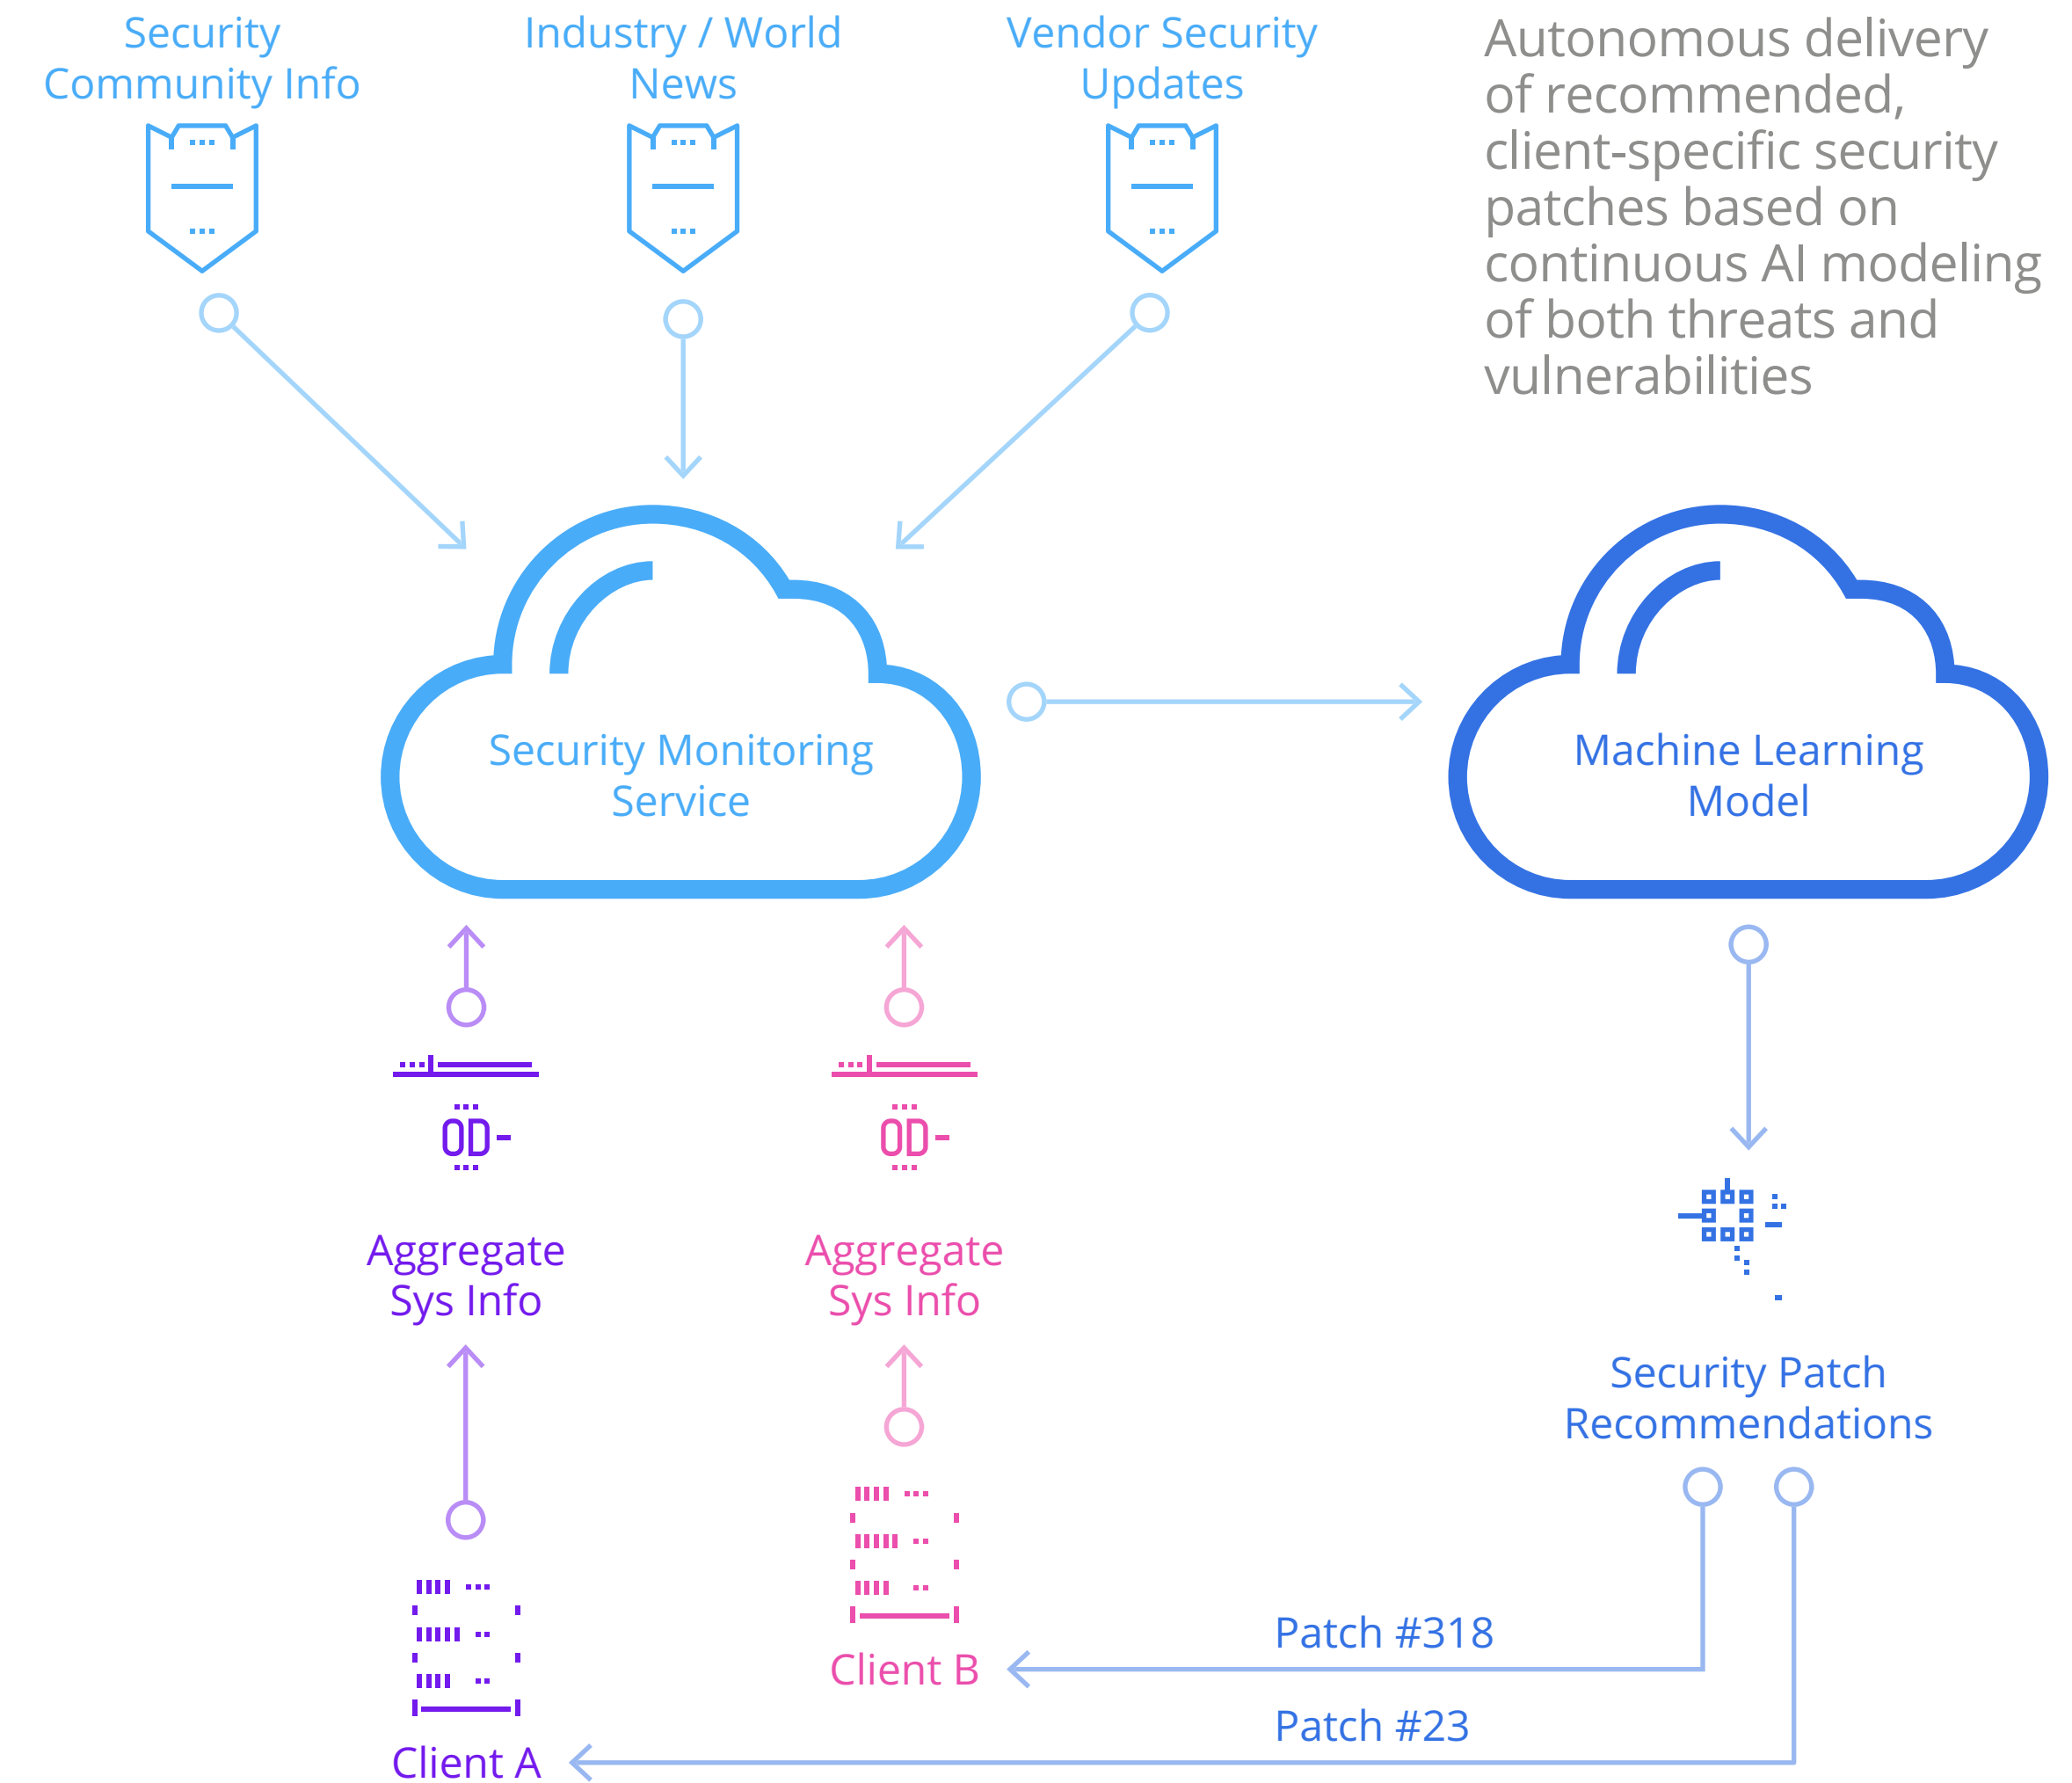 Security
Community Info
Industry / World
News
Vendor Security
Updates
Autonomous delivery
of recommended,
client-specific security
patches based on
continuous AI modeling
of both threats and
vulnerabilities
Security Monitoring
Service
Machine Learning
Model
Aggregate
Sys Info
Aggregate
Sys Info
Security Patch
Recommendations
Patch #318
Client B
Patch #23
Client A